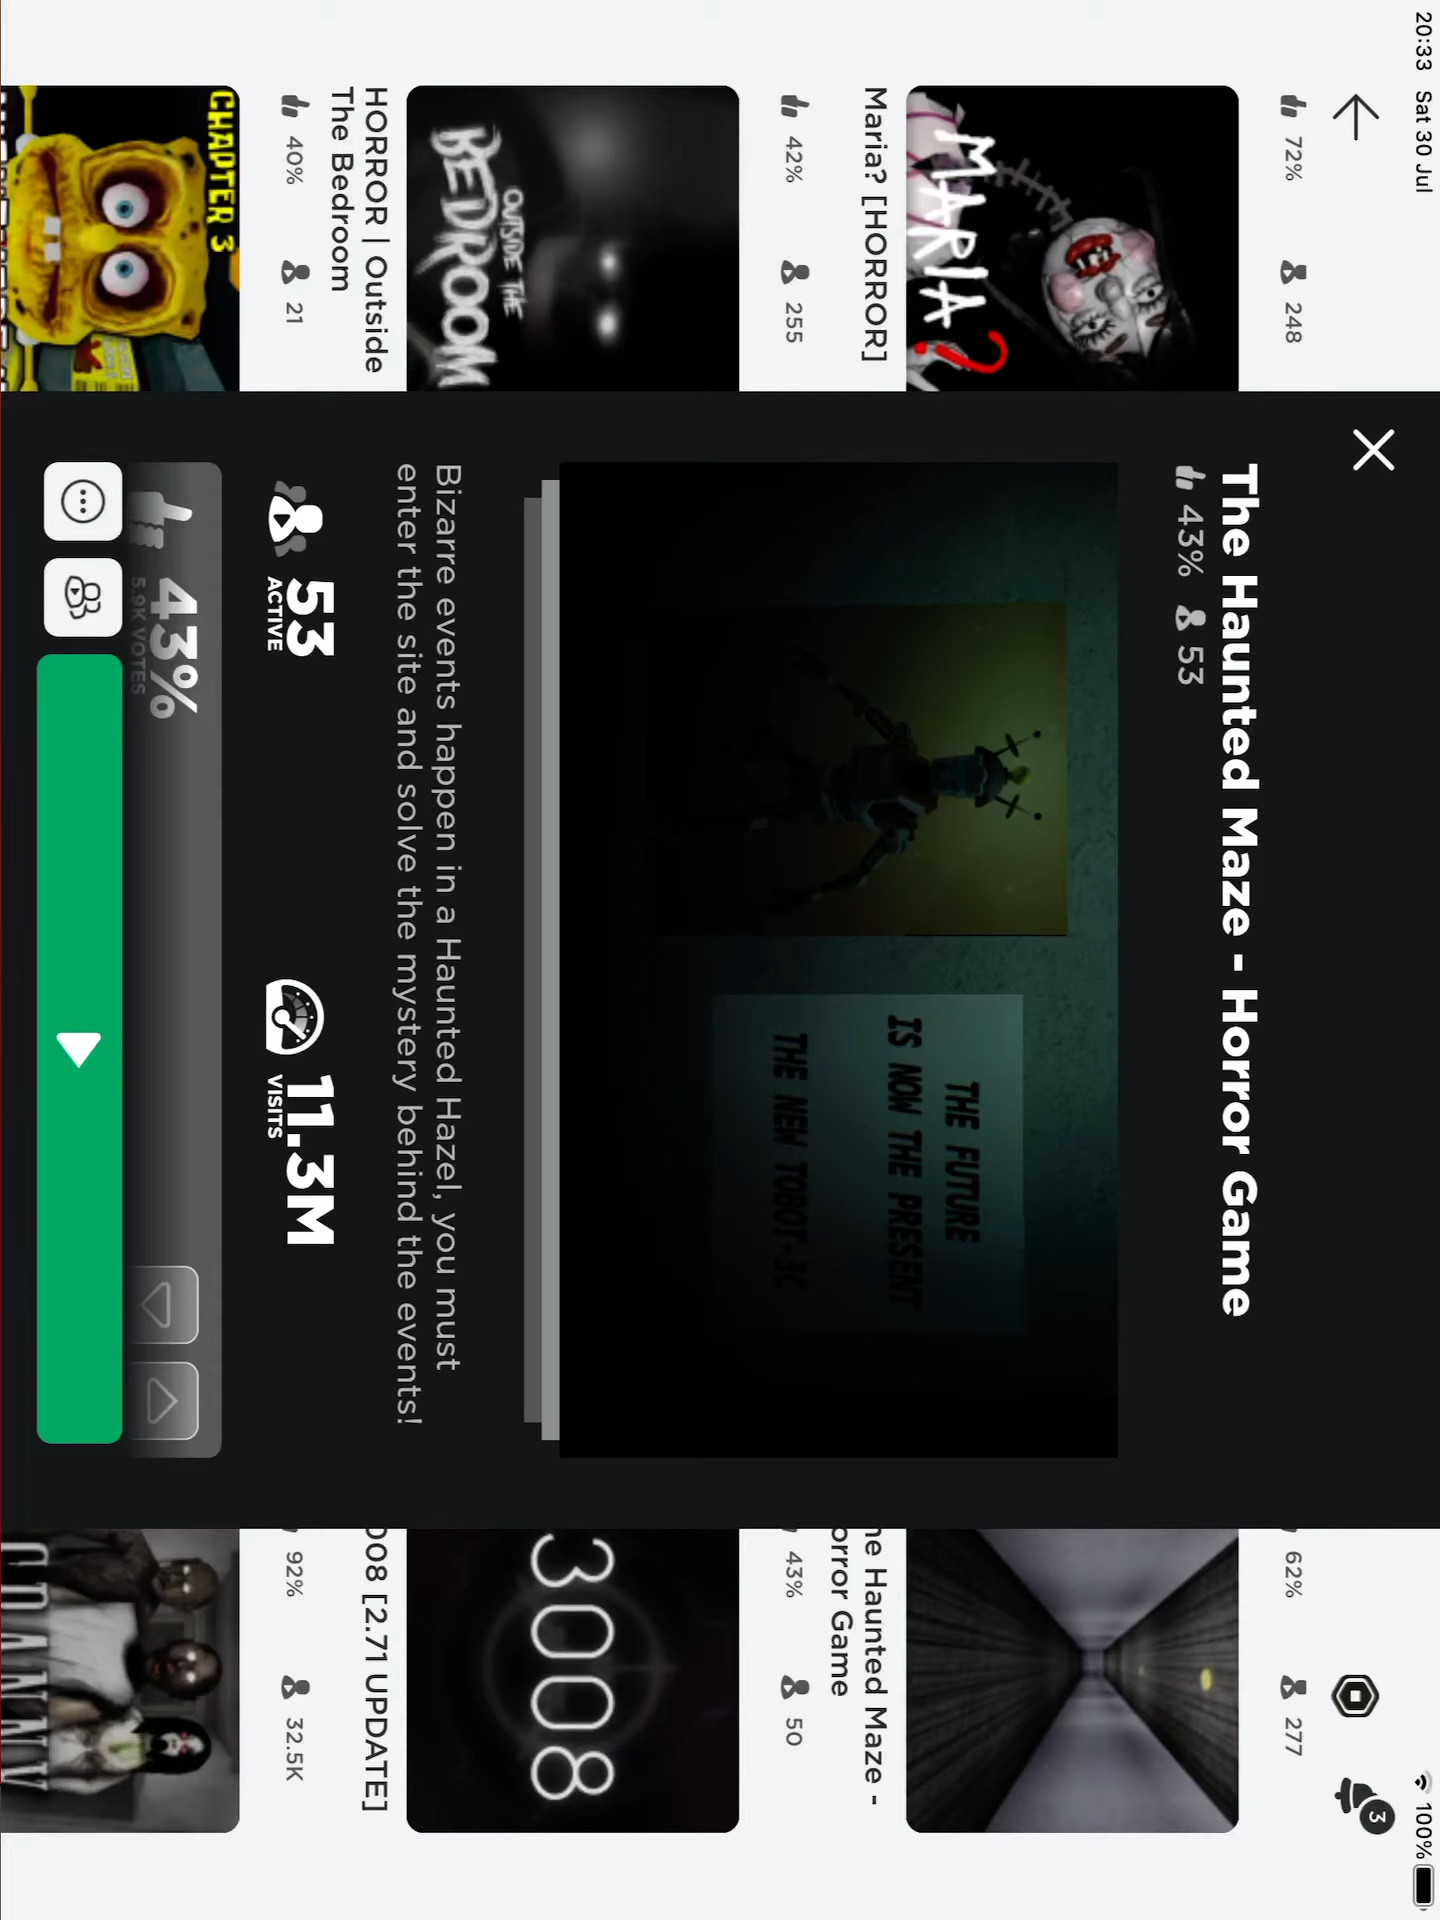 20:33 Sat 30 Jul
100%
3
72% 248
62% 277
MARIA?
Maria? [HORROR]
42% 255
OUTSIDE THE
BEDROOM
HORROR | Outside
The Bedroom
40% 21
CHAPTER 3
The Haunted Maze - Horror Game
43% 53
THE FUTURE
IS NOW THE PRESENT
THE NEW TOBOT-3C
Bizarre events happen in a Haunted Hazel, you must
enter the site and solve the mystery behind the events!
53
ACTIVE
11.3M
VISITS
43%
5.9K VOTES
he Haunted Maze -
orror Game
43% 50
3008
008 [2.71 UPDATE]
92% 32.5K
GRANNY